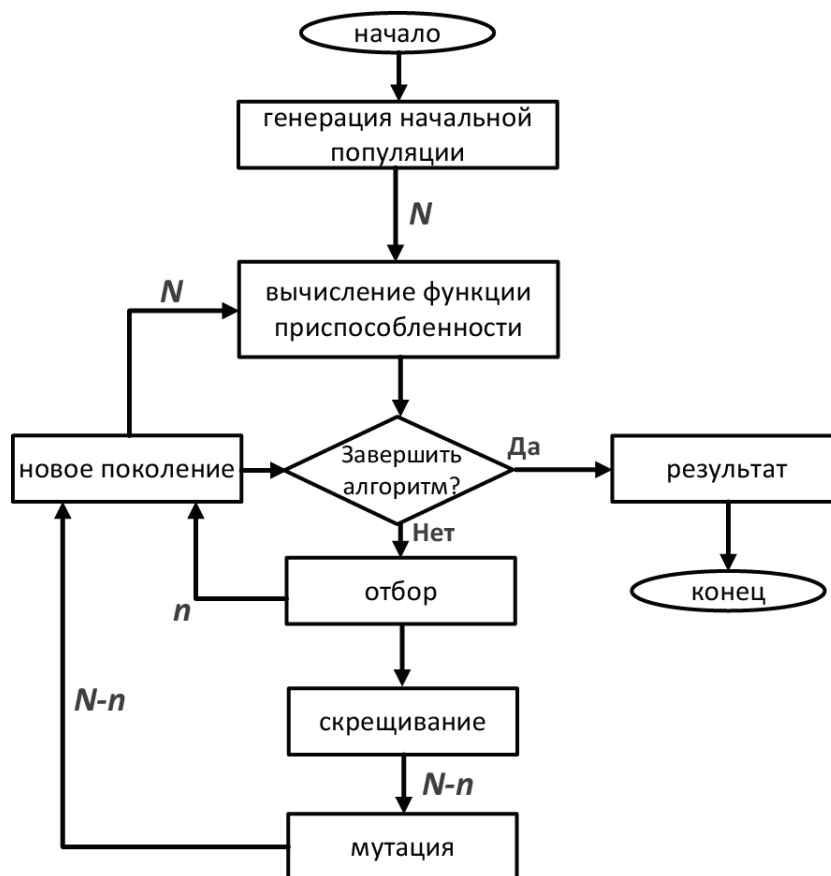 начало
генерация начальной
популяции
N
вычисление функции
приспособленности
N
новое поколение
Завершить
алгоритм?
Да
результат
Нет
отбор
n
конец
скрещивание
N-n
N-n
мутация